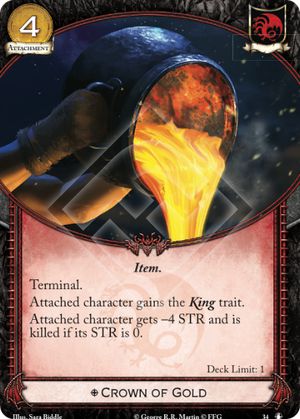 4
ATTACHMENT
Item.
Terminal.
Attached character gains the King trait.
Attached character gets –4 STR and is
killed if its STR is 0.
Deck Limit: 1
CROWN OF GOLD
Illus. Sara Biddle © George R.R. Martin © FFG 14